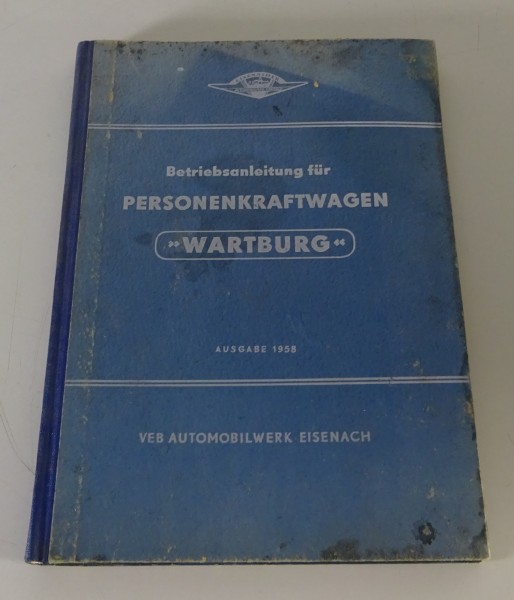 Betriebsanleitung für
PERSONENKRAFTWAGEN
»WARTBURG«
AUSGABE 1958
VEB AUTOMOBILWERK EISENACH